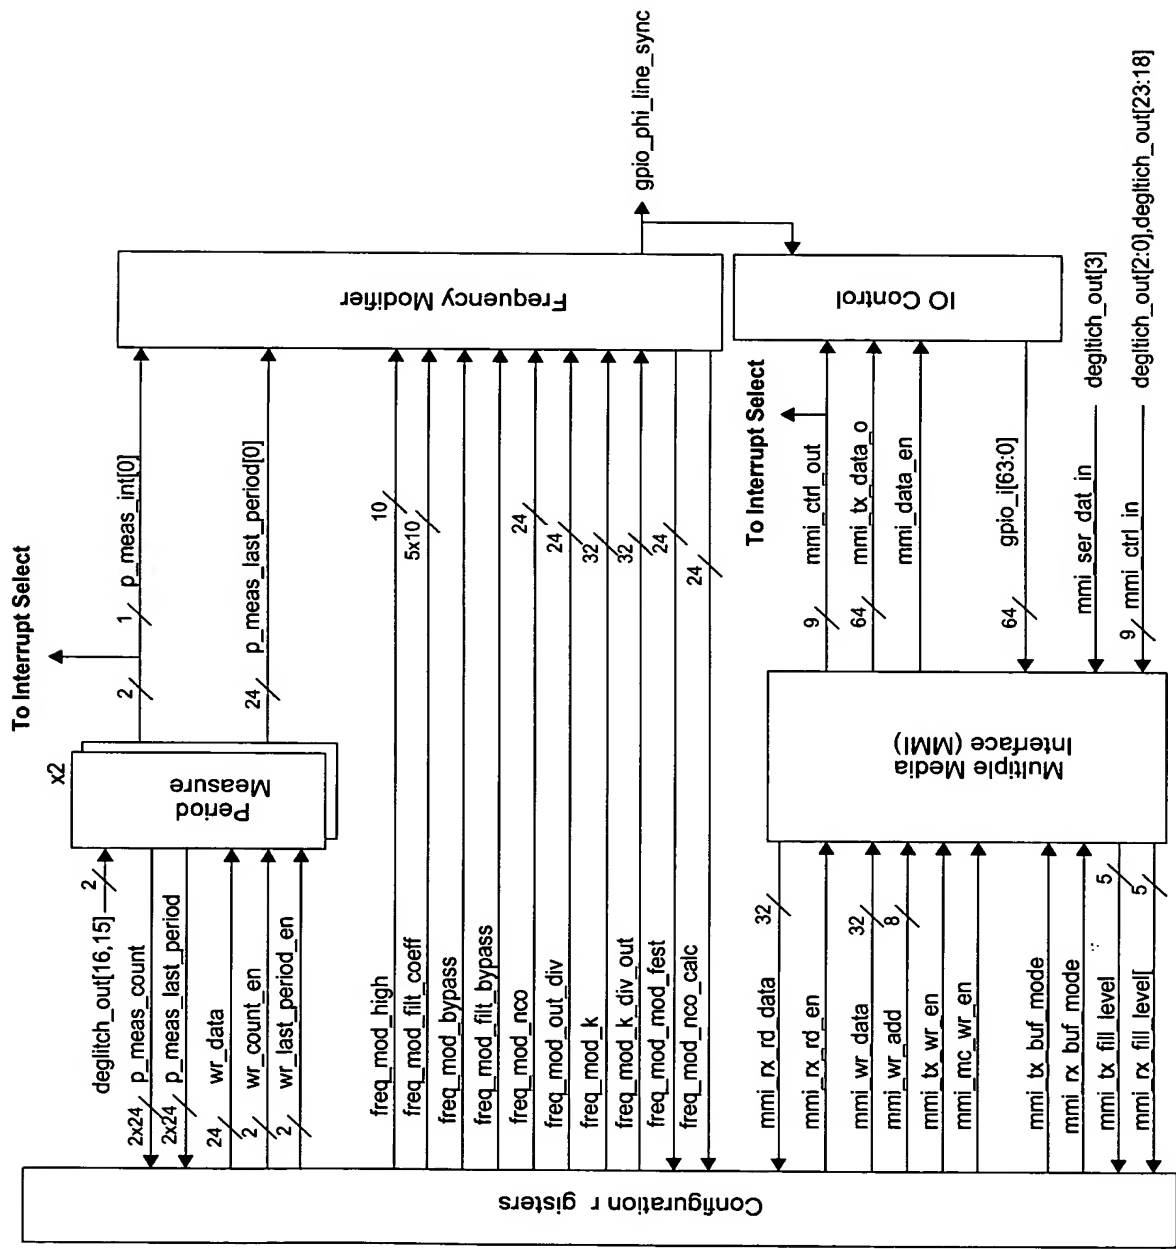 To Interrupt Select
x2
Period
Measure
deglitch_out[16,15]
2
2x24
p_meas_count
2x24
p_meas_last_period
24
wr_data
2
wr_count_en
2
wr_last_period_en
2
1
p_meas_int[0]
24
p_meas_last_period[0]
Frequency Modifier
gpio_phi_line_sync
freq_mod_high
10
freq_mod_filt_coeff
5x10
freq_mod_bypass
freq_mod_filt_bypass
freq_mod_nco
24
freq_mod_out_div
24
freq_mod_k
32
freq_mod_k_div_out
32
freq_mod_mod_fest
24
freq_mod_nco_calc
24
To Interrupt Select
IO Control
9
mmi_ctrl_out
64
mmi_tx_data_o
mmi_data_en
64
gpio_i[63:0]
mmi_ser_dat_in
degltich_out[3]
9
mmi_ctrl_in
degltich_out[2:0],degltich_out[23:18]
Multiple Media
Interface (MMI)
mmi_rx_rd_data
32
mmi_rx_rd_en
mmi_wr_data
32
mmi_wr_add
8
mmi_tx_wr_en
mmi_mc_wr_en
mmi_tx_buf_mode
mmi_rx_buf_mode
mmi_tx_fill_level
5
mmi_rx_fill_level[
5
Configuration r gisters